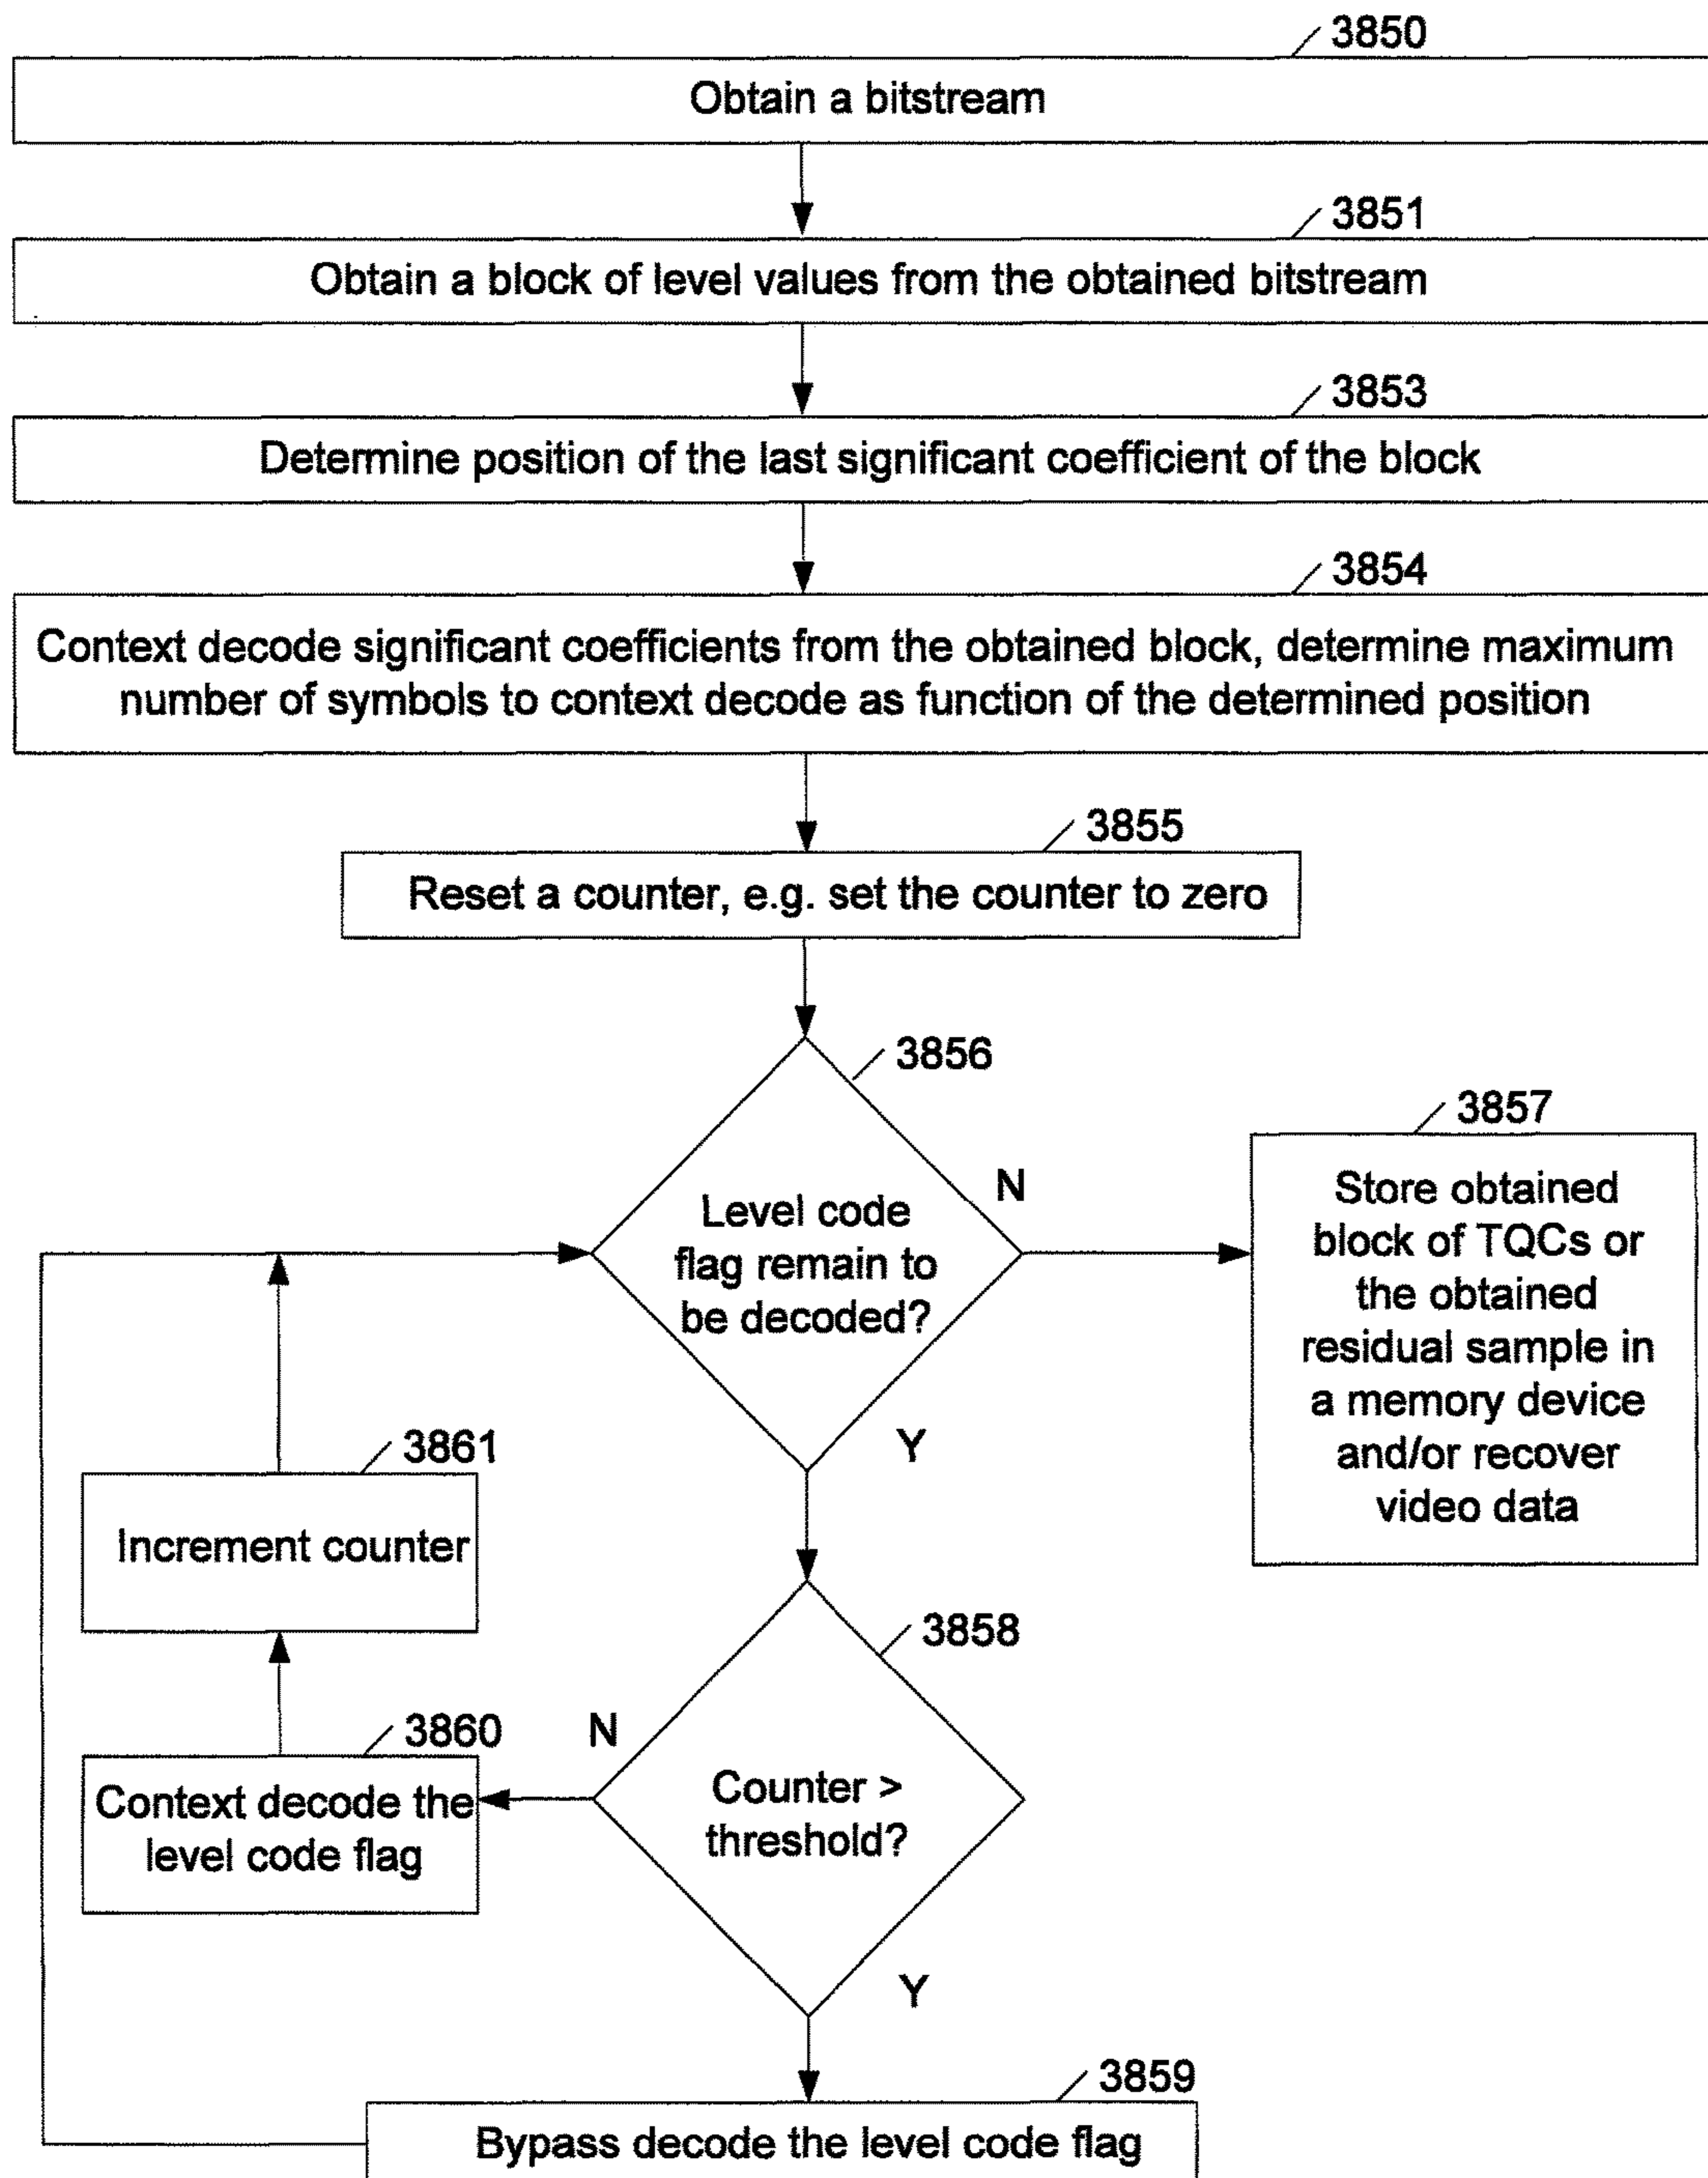 3850
Obtain a bitstream
3851
Obtain a block of level values from the obtained bitstream
3853
Determine position of the last significant coefficient of the block
3854
Context decode significant coefficients from the obtained block, determine maximum
number of symbols to context decode as function of the determined position
3855
Reset a counter, e.g. set the counter to zero
3856
Level code
flag remain to
be decoded?
N
Y
3857
Store obtained
block of TQCs or
the obtained
residual sample in
a memory device
and/or recover
video data
3861
Increment counter
3858
Counter >
threshold?
N
Y
3860
Context decode the
level code flag
3859
Bypass decode the level code flag